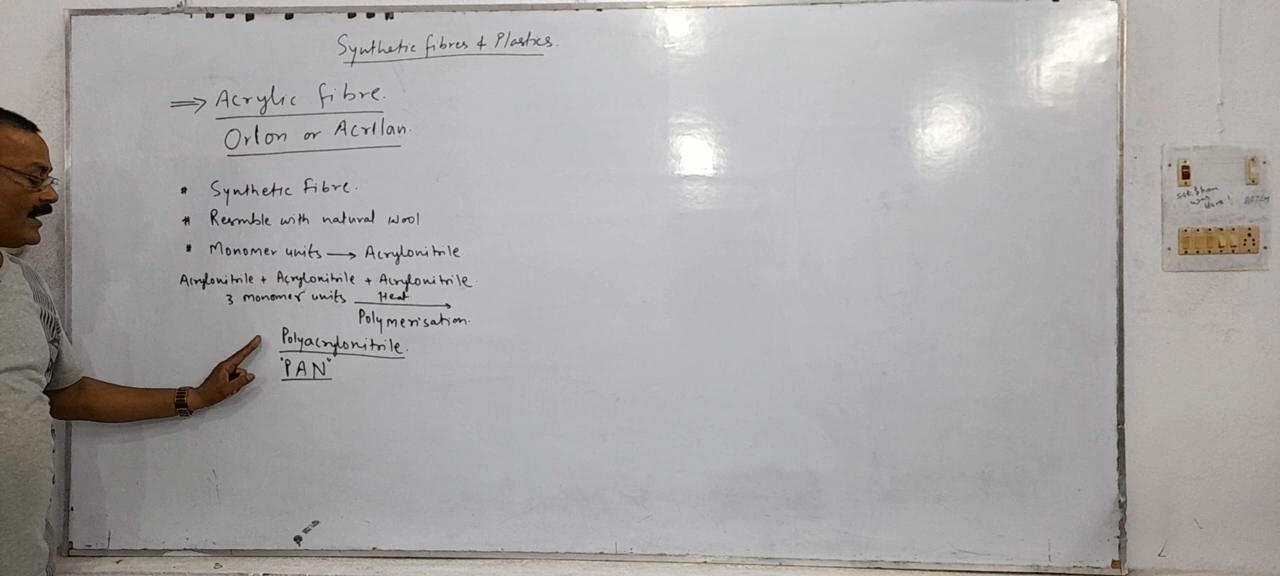 Synthetic fibres & Plastics.
⇒ Acrylic fibre.
Orlon or Acrilan.
* Synthetic Fibre.
* Resmble with natural wool
* Monomer units → Acrylonitrile
Acrylonitrile + Acrylonitrile + Acrylonitrile.
3 monomer units Heat
Polymerisation.
Polyacrylonitrile.
"PAN"